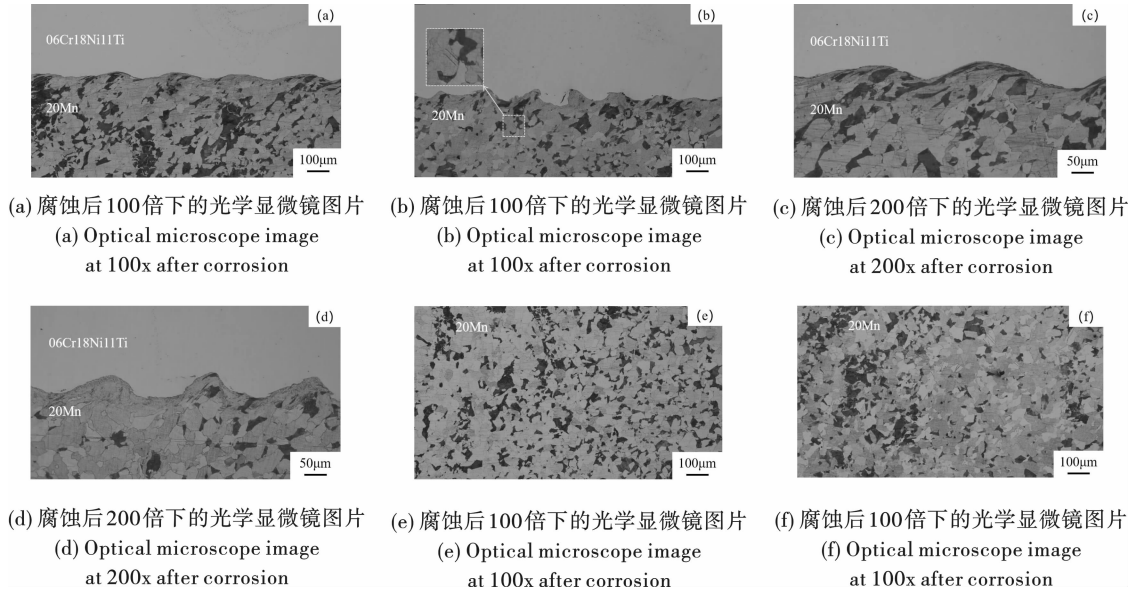 (a)
06Cr18Ni11Ti
20Mn
100μm
(b)
20Mn
100μm
(c)
06Cr18Ni11Ti
20Mn
50μm
(a) 腐蚀后100倍下的光学显微镜图片
(a) Optical microscope image
at 100x after corrosion
(b) 腐蚀后100倍下的光学显微镜图片
(b) Optical microscope image
at 100x after corrosion
(c) 腐蚀后200倍下的光学显微镜图片
(c) Optical microscope image
at 200x after corrosion
(d)
06Cr18Ni11Ti
20Mn
50μm
(e)
20Mn
100μm
(f)
20Mn
100μm
(d) 腐蚀后200倍下的光学显微镜图片
(d) Optical microscope image
at 200x after corrosion
(e) 腐蚀后100倍下的光学显微镜图片
(e) Optical microscope image
at 100x after corrosion
(f) 腐蚀后100倍下的光学显微镜图片
(f) Optical microscope image
at 100x after corrosion